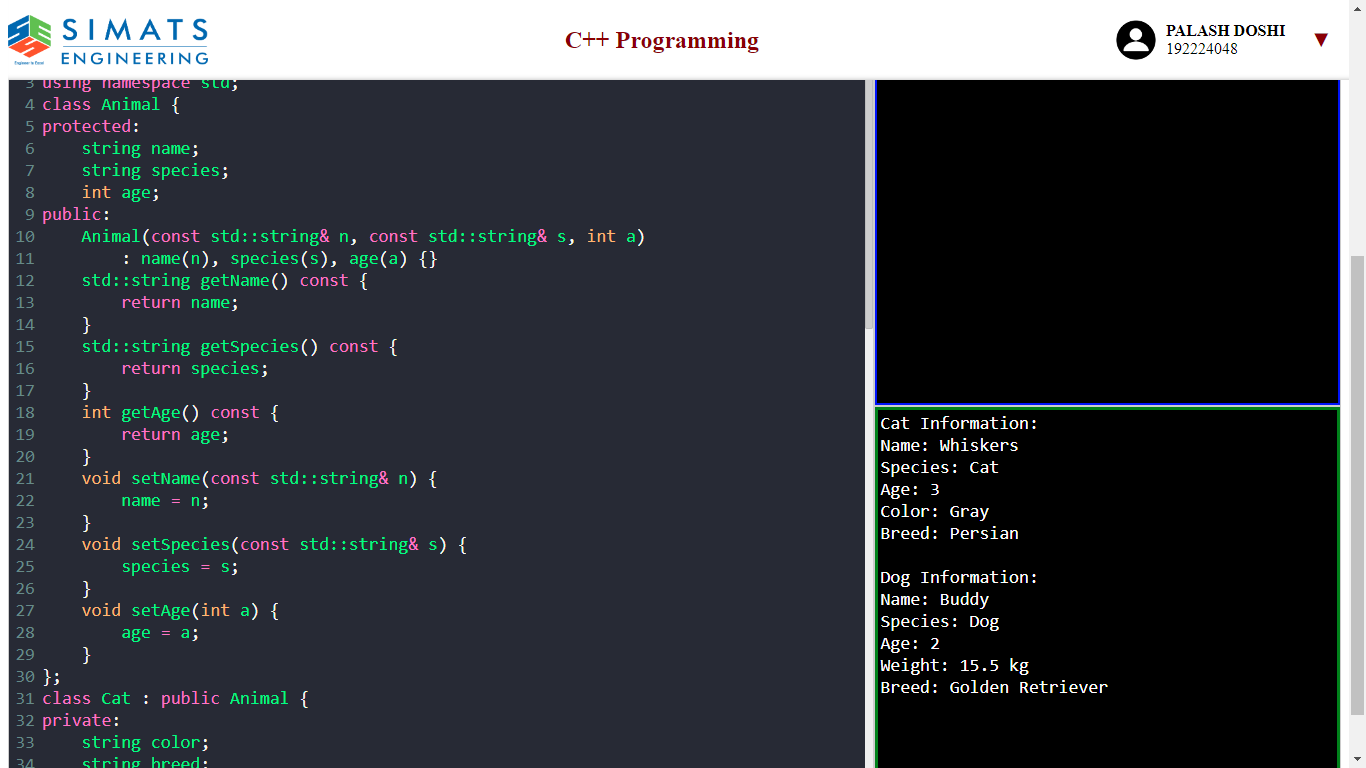 SIMATS
ENGINEERING
Engineer to Excel
C++ Programming
PALASH DOSHI
192224048
▼
3 using namespace std;
4 class Animal {
5 protected:
6     string name;
7     string species;
8     int age;
9 public:
10     Animal(const std::string& n, const std::string& s, int a)
11         : name(n), species(s), age(a) {}
12     std::string getName() const {
13         return name;
14     }
15     std::string getSpecies() const {
16         return species;
17     }
18     int getAge() const {
19         return age;
20     }
21     void setName(const std::string& n) {
22         name = n;
23     }
24     void setSpecies(const std::string& s) {
25         species = s;
26     }
27     void setAge(int a) {
28         age = a;
29     }
30 };
31 class Cat : public Animal {
32 private:
33     string color;
34     string breed;
Cat Information:
Name: Whiskers
Species: Cat
Age: 3
Color: Gray
Breed: Persian
Dog Information:
Name: Buddy
Species: Dog
Age: 2
Weight: 15.5 kg
Breed: Golden Retriever